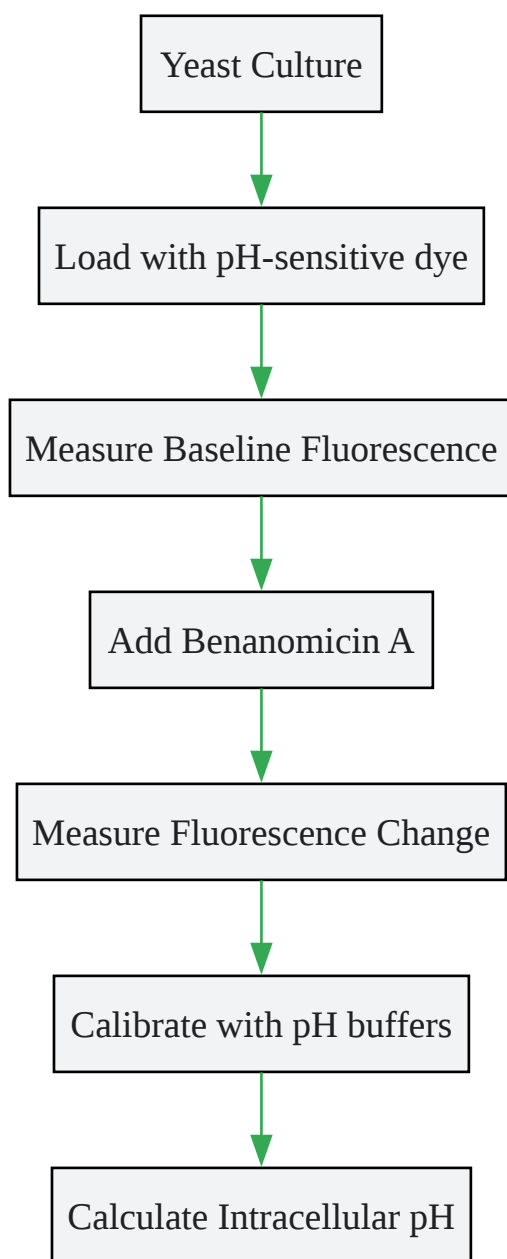 Yeast Culture
Load with pH-sensitive dye
Measure Baseline Fluorescence
Add Benanomicin A
Measure Fluorescence Change
Calibrate with pH buffers
Calculate Intracellular pH